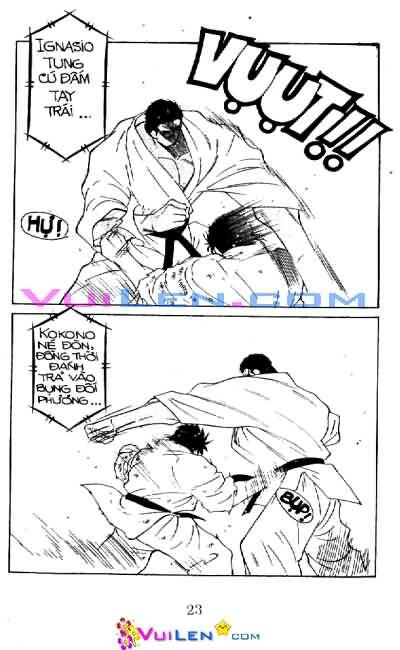 IGNASIO
TUNG
CÚ ĐẤM
TAY
TRÁI ...
VỤỤT!!!
HỰ!
VUILEN.COM
KOKONO
NÉ ĐÒN,
ĐỒNG THỜI
ĐÁNH
TRẢ VÀO
BỤNG ĐỐI
PHƯƠNG...
BỤP!
23
VUILEN.COM